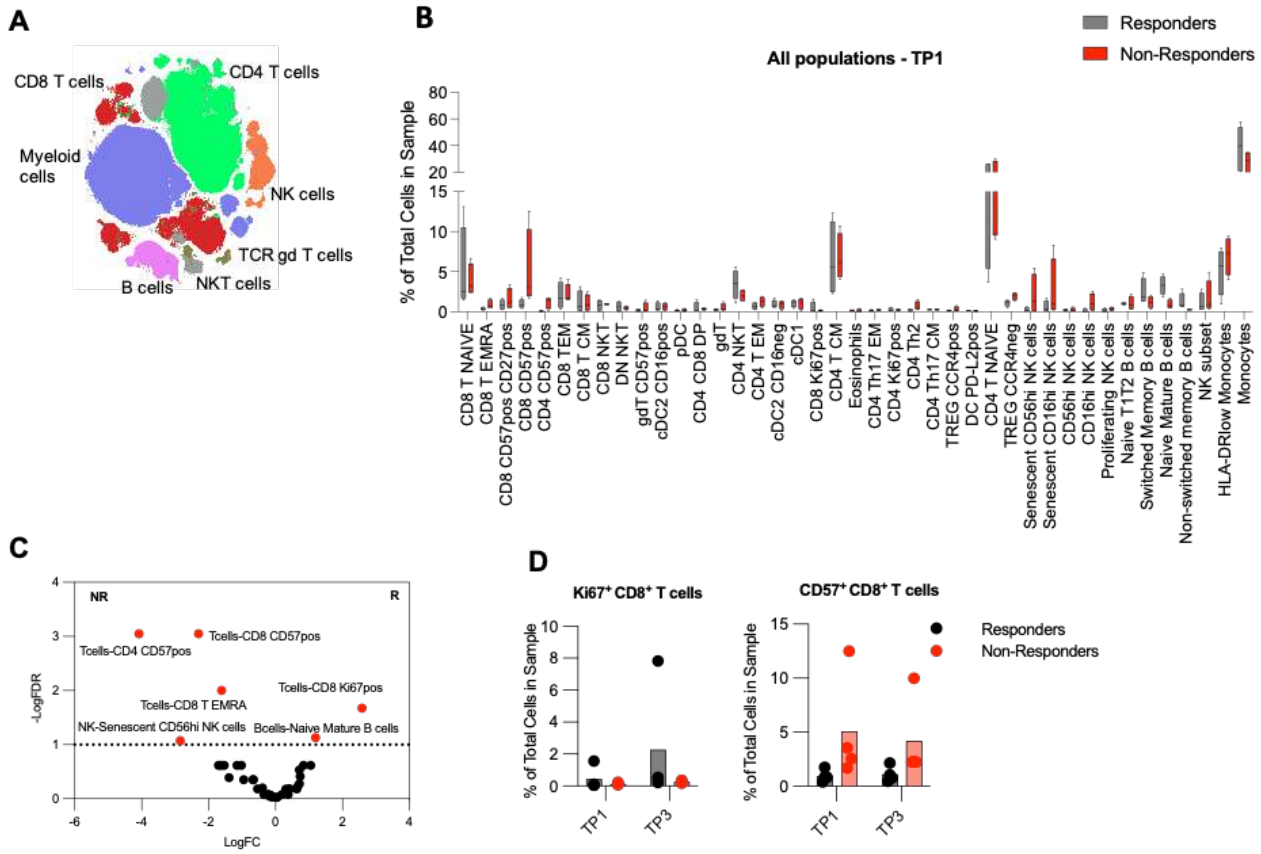 A
CD8 T cells
CD4 T cells
Myeloid
cells
NK cells
TCR gd T cells
NKT cells
B cells
B
Responders
Non-Responders
All populations - TP1
% of Total Cells in Sample
80
60
40
20
15
10
5
0
CD8 T NAIVE
CD8 T EMRA
CD8 CD57pos CD27pos
CD8 CD57pos
CD4 CD57pos
CD8 TEM
CD8 T CM
CD8 NKT
DN NKT
gdT CD57pos
cDC2 CD16pos
pDC
CD4 CD8 DP
gdT
CD4 NKT
CD4 T EM
cDC2 CD16neg
cDC1
CD8 Ki67pos
CD4 T CM
Eosinophils
CD4 Th17 EM
CD4 Ki67pos
CD4 Th2
CD4 Th17 CM
TREG CCR4pos
DC PD-L2pos
CD4 T NAIVE
TREG CCR4neg
Senescent CD56hi NK cells
Senescent CD16hi NK cells
CD56hi NK cells
CD16hi NK cells
Proliferating NK cells
Naive T1T2 B cells
Switched Memory B cells
Naive Mature B cells
Non-switched memory B cells
NK subset
HLA-DRlow Monocytes
Monocytes
C
4
3
2
1
0
-LogFDR
NR
R
Tcells-CD4 CD57pos
Tcells-CD8 CD57pos
Tcells-CD8 T EMRA
Tcells-CD8 Ki67pos
NK-Senescent CD56hi NK cells
Bcells-Naive Mature B cells
-6
-4
-2
0
2
4
LogFC
D
Ki67+ CD8+ T cells
% of Total Cells in Sample
10
8
6
4
2
0
TP1
TP3
CD57+ CD8+ T cells
% of Total Cells in Sample
15
10
5
0
TP1
TP3
Responders
Non-Responders